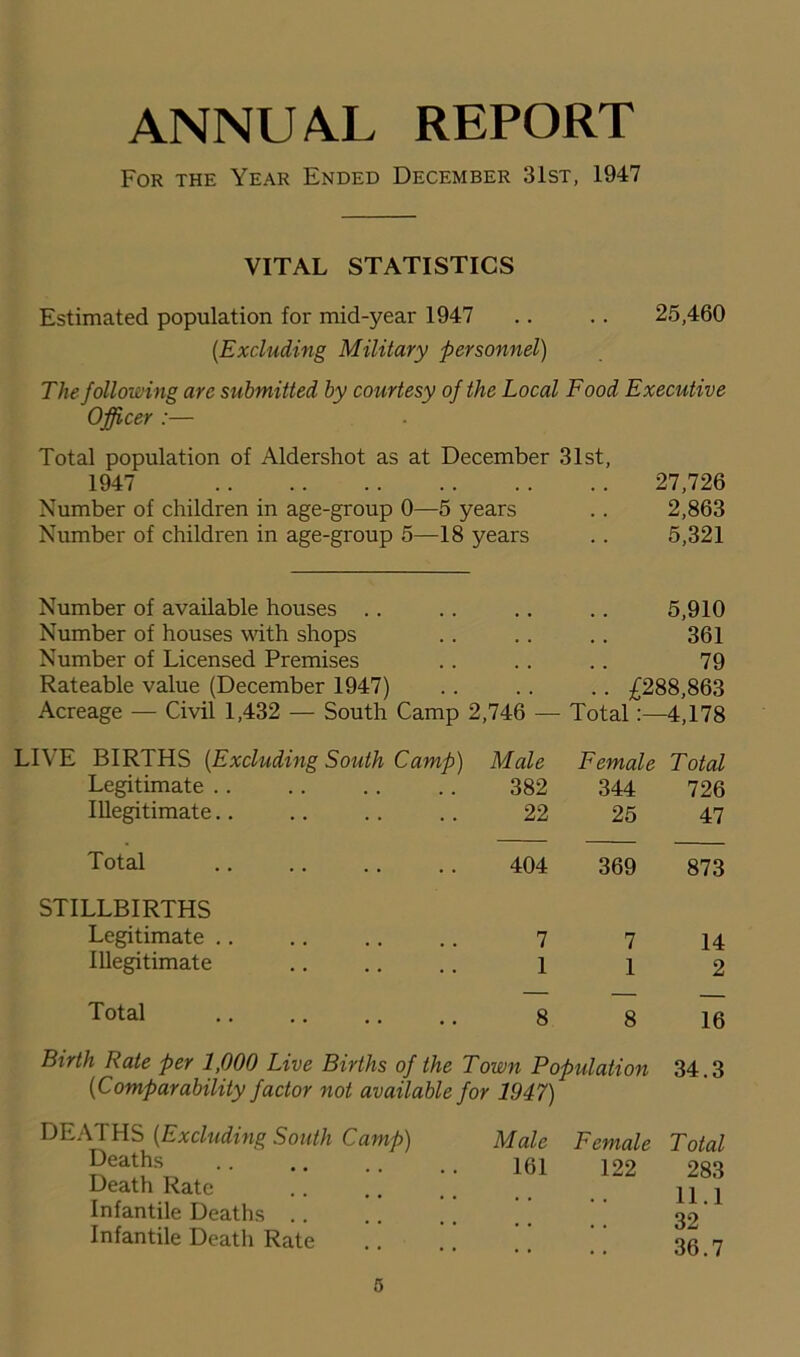 ANNUAL REPORT
For the Year Ended December 31st, 1947
VITAL STATISTICS
Estimated population for mid-year 1947 .. .. 25,460
(Excluding Military personnel)
The following are submitted by courtesy of the Local Food Executive
Officer :—
Total population of Aldershot as at December 31st,
1947 .. .. .. .. .. .. 27,726
Number of children in age-group 0—5 years .. 2,863
Number of children in age-group 5—18 years .. 5,321
Number of available houses .. .. .. .. 5,910
Number of houses with shops .. .. .. 361
Number of Licensed Premises .. .. .. 79
Rateable value (December 1947) .. .. .. £288,863
Acreage — Civil 1,432 — South Camp 2,746 — Total :—4,178
LIVE BIRTHS (Excluding South Camp) Male Female Total
Legitimate .. .. .. .. 382 344 726
Illegitimate.. .. .. .. 22 25 47
Total .. .. .. .. 404 369 873
STILLBIRTHS
Legitimate .. .. .. .. 7 7 14
Illegitimate .. .. .. 1 1 2
Total .. .. .. .. 8 8 16
Birth Rate per 1,000 Live Births of the Town Population 34.3
(Comparability factor not available for 1947)
DEATHS (Excluding South Camp) Male Female Total
Deaths .. .. .. .. 161 122 283
Death Rate .. .. .. .. .. 11.1
Infantile Deaths .. .. .. .. .. 32
Infantile Death Rate .. .. .. .. 36.7
5